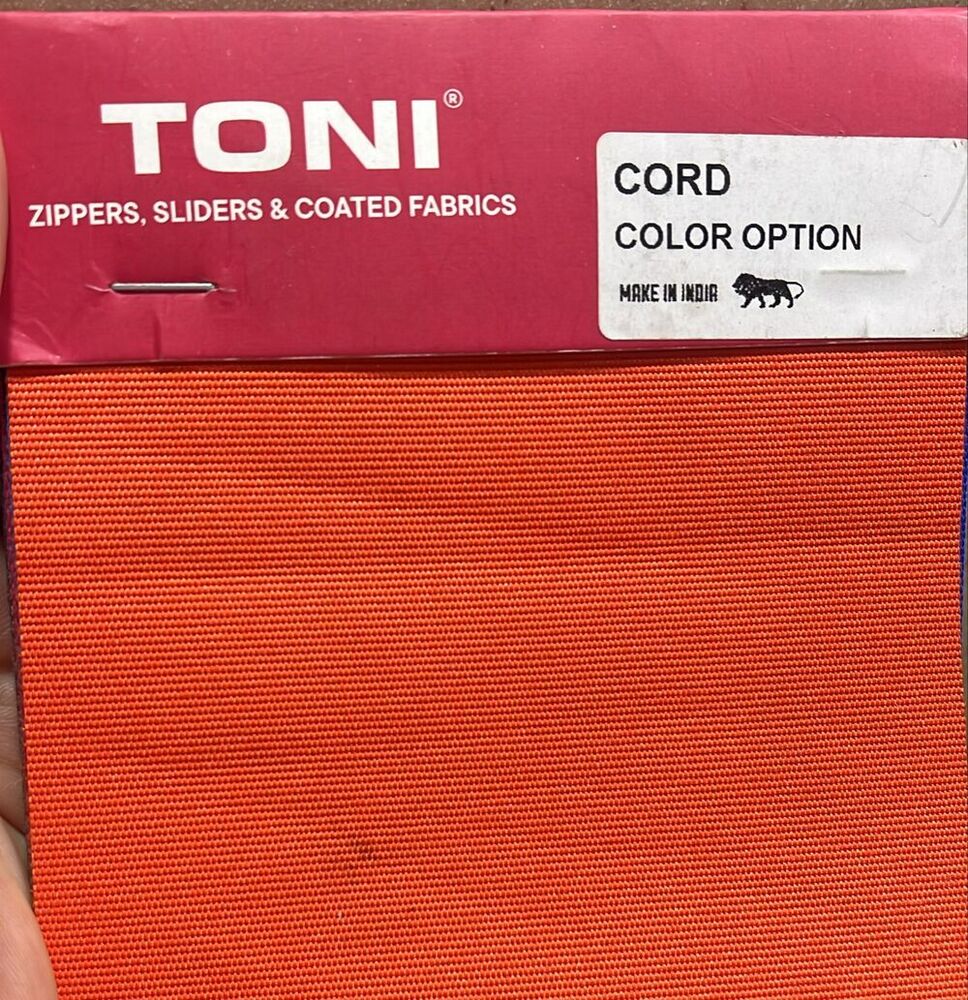 TONI®
ZIPPERS, SLIDERS & COATED FABRICS
CORD
COLOR OPTION
MAKE IN INDIA